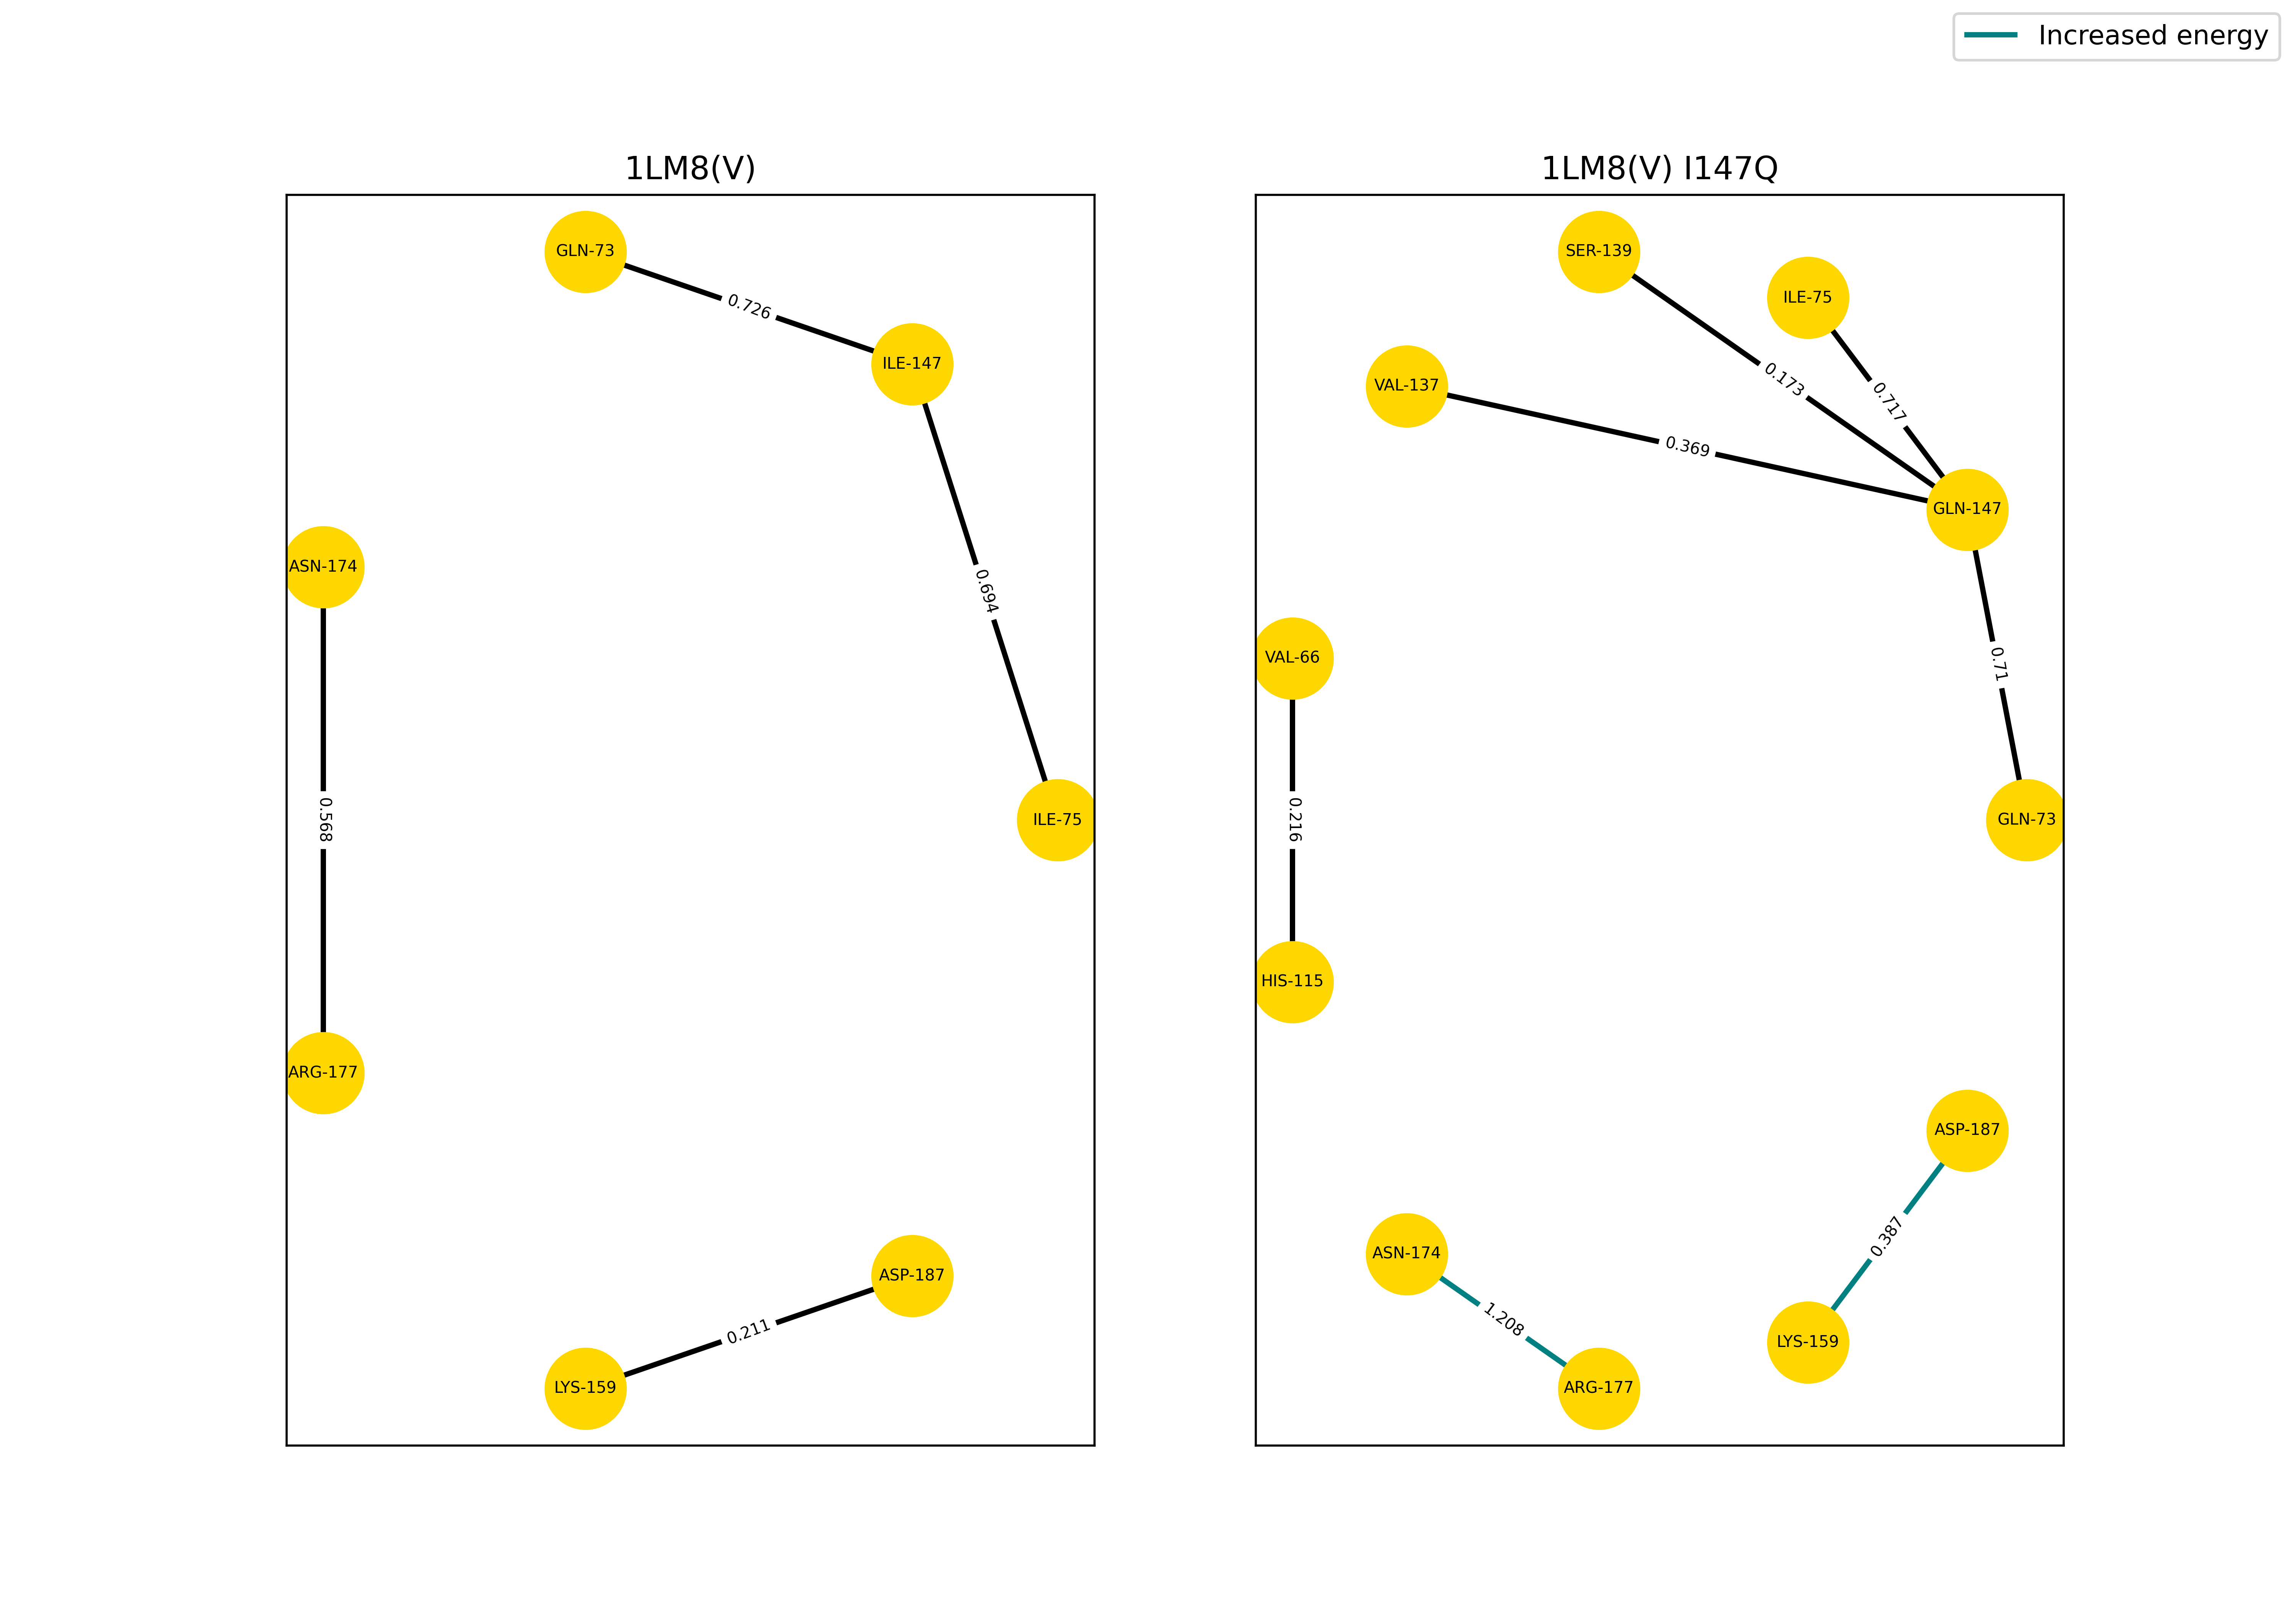 Increased energy
1LM8(V)
GLN-73
0.726
ILE-147
ASN-174
0.694
0.568
ILE-75
ARG-177
ASP-187
0.211
LYS-159
1LM8(V) I147Q
SER-139
ILE-75
VAL-137
0.173
0.717
0.369
GLN-147
VAL-66
0.71
0.216
GLN-73
HIS-115
ASP-187
0.387
ASN-174
1.208
LYS-159
ARG-177